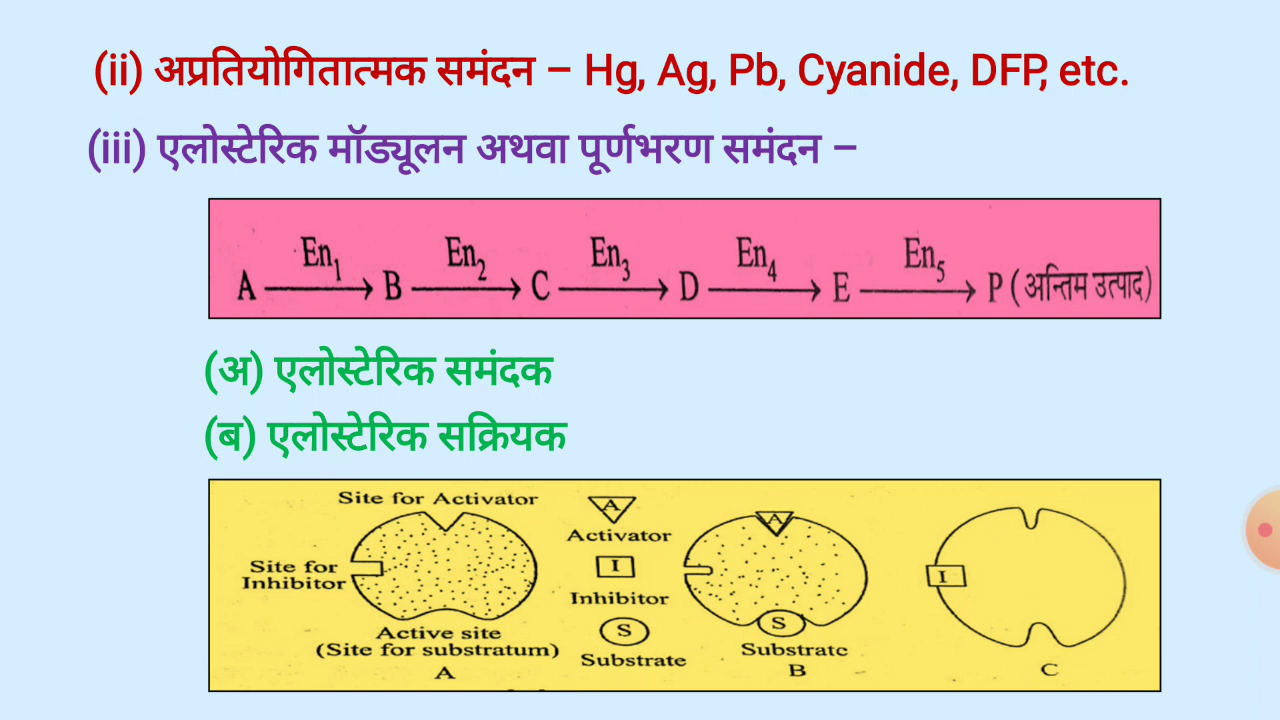 (ii) अप्रतियोगितात्मक समंदन – Hg, Ag, Pb, Cyanide, DFP, etc.
(iii) एलोस्टेरिक मॉड्यूलन अथवा पूर्णभरण समंदन –
A En1 B En2 C En3 D En4 E En5 P (अन्तिम उत्पाद)
(अ) एलोस्टेरिक समंदक
(ब) एलोस्टेरिक सक्रियक
Site for Activator
Site for
Inhibitor
Active site
(Site for substratum)
A
A
Activator
I
Inhibitor
S
Substrate
A
S
Substrate
B
I
C